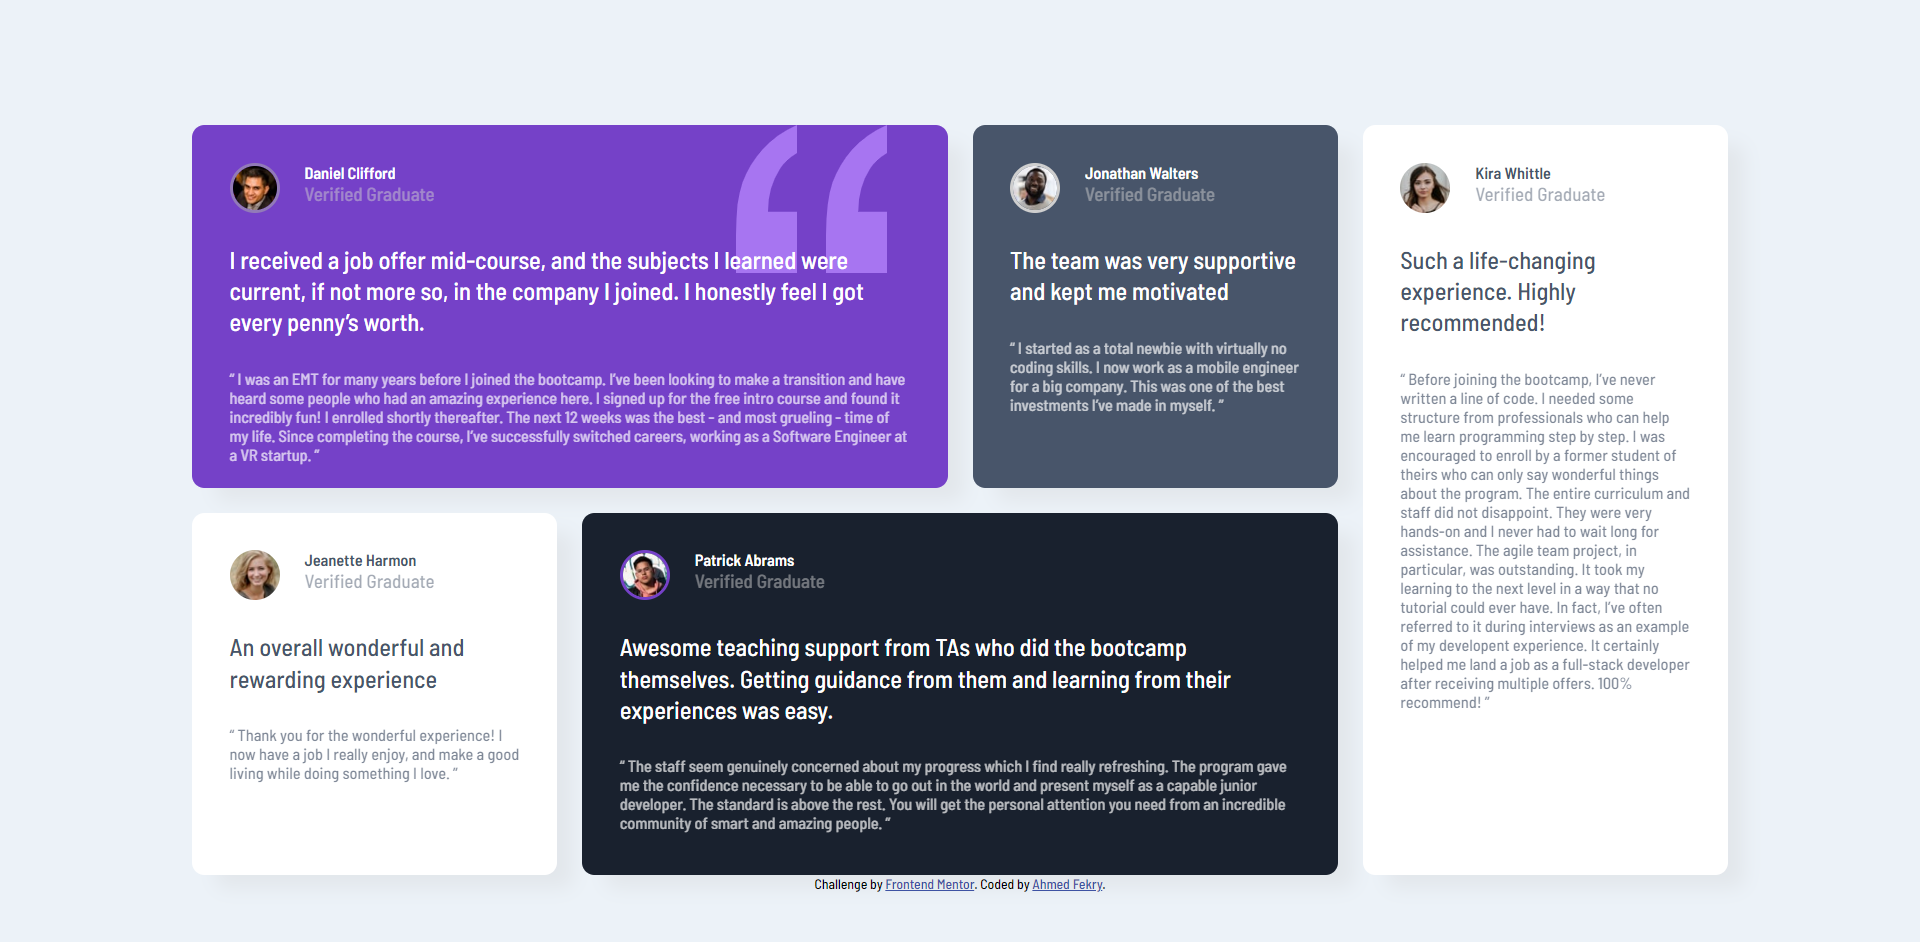 Daniel Clifford
Verified Graduate
I received a job offer mid-course, and the subjects I learned were
current, if not more so, in the company I joined. I honestly feel I got
every penny’s worth.
“ I was an EMT for many years before I joined the bootcamp. I’ve been looking to make a transition and have
heard some people who had an amazing experience here. I signed up for the free intro course and found it
incredibly fun! I enrolled shortly thereafter. The next 12 weeks was the best - and most grueling - time of
my life. Since completing the course, I’ve successfully switched careers, working as a Software Engineer at
a VR startup. ”
Jonathan Walters
Verified Graduate
The team was very supportive
and kept me motivated
“ I started as a total newbie with virtually no
coding skills. I now work as a mobile engineer
for a big company. This was one of the best
investments I’ve made in myself. ”
Kira Whittle
Verified Graduate
Such a life-changing
experience. Highly
recommended!
“ Before joining the bootcamp, I’ve never
written a line of code. I needed some
structure from professionals who can help
me learn programming step by step. I was
encouraged to enroll by a former student of
theirs who can only say wonderful things
about the program. The entire curriculum and
staff did not disappoint. They were very
hands-on and I never had to wait long for
assistance. The agile team project, in
particular, was outstanding. It took my
learning to the next level in a way that no
tutorial could ever have. In fact, I’ve often
referred to it during interviews as an example
of my developent experience. It certainly
helped me land a job as a full-stack developer
after receiving multiple offers. 100%
recommend! ”
Jeanette Harmon
Verified Graduate
An overall wonderful and
rewarding experience
“ Thank you for the wonderful experience! I
now have a job I really enjoy, and make a good
living while doing something I love. ”
Patrick Abrams
Verified Graduate
Awesome teaching support from TAs who did the bootcamp
themselves. Getting guidance from them and learning from their
experiences was easy.
“ The staff seem genuinely concerned about my progress which I find really refreshing. The program gave
me the confidence necessary to be able to go out in the world and present myself as a capable junior
developer. The standard is above the rest. You will get the personal attention you need from an incredible
community of smart and amazing people. ”
Challenge by Frontend Mentor. Coded by Ahmed Fekry.